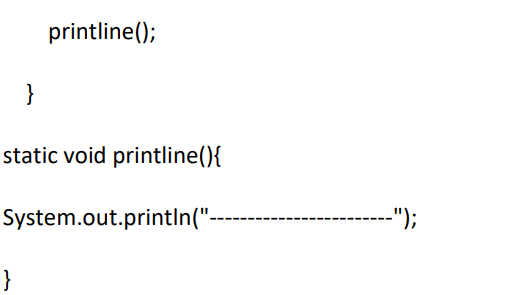 printline();
}
static void printline(){
System.out.println("------------------------");
}